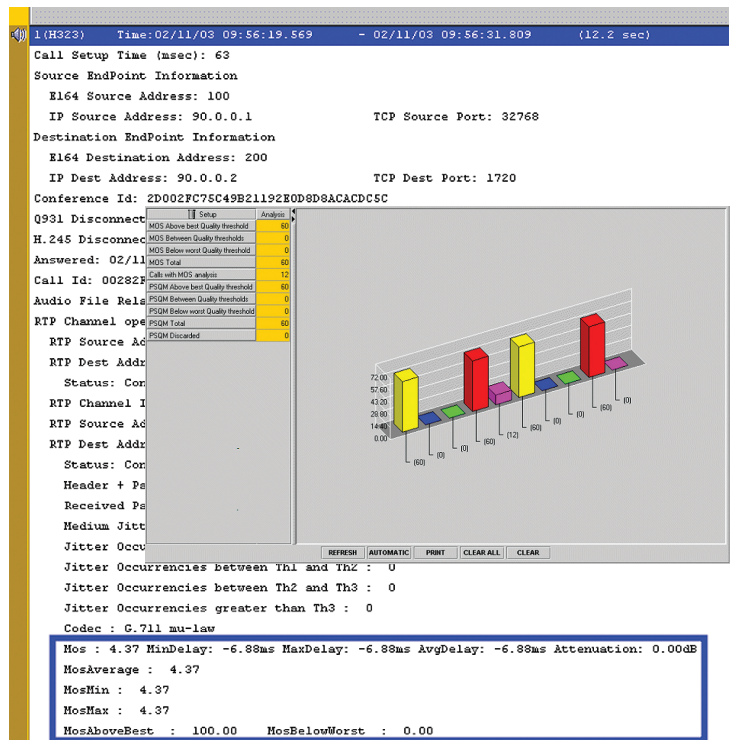 1(H323) Time:02/11/03 09:56:19.569 - 02/11/03 09:56:31.809 (12.2 sec)
Call Setup Time (msec): 63
Source EndPoint Information
E164 Source Address: 100
IP Source Address: 90.0.0.1 TCP Source Port: 32768
Destination EndPoint Information
E164 Destination Address: 200
IP Dest Address: 90.0.0.2 TCP Dest Port: 1720
Conference Id: 2D002FC75C49B21192E0D8D8ACACDC5C
Q931 Disconnect
H.245 Disconnec
Answered: 02/11
Call Id: 00282F
Audio File Rela
RTP Channel ope
RTP Source Ad
RTP Dest Addr
Status: Con
RTP Channel I
RTP Source Ad
RTP Dest Addr
Status: Con
Header + Pa
Received Pa
Medium Jitt
Jitter Occu
Setup Analysis
MOS Above best Quality threshold 60
MOS Between Quality thresholds 0
MOS Below worst Quality threshold 0
MOS Total 60
Calls with MOS analysis 12
PSQM Above best Quality threshold 60
PSQM Between Quality thresholds 0
PSQM Below worst Quality threshold 0
PSQM Total 60
PSQM Discarded 0
72.00
57.60
43.20
28.80
14.40
0.00
(60)
(0)
(0)
(60)
(12)
(60)
(0)
(0)
(60)
(0)
REFRESH AUTOMATIC PRINT CLEAR ALL CLEAR
Jitter Occurrencies between Th1 and Th2 : 0
Jitter Occurrencies between Th2 and Th3 : 0
Jitter Occurrencies greater than Th3 : 0
Codec : G.711 mu-law
Mos : 4.37 MinDelay: -6.88ms MaxDelay: -6.88ms AvgDelay: -6.88ms Attenuation: 0.00dB
MosAverage : 4.37
MosMin : 4.37
MosMax : 4.37
MosAboveBest : 100.00 MosBelowWorst : 0.00